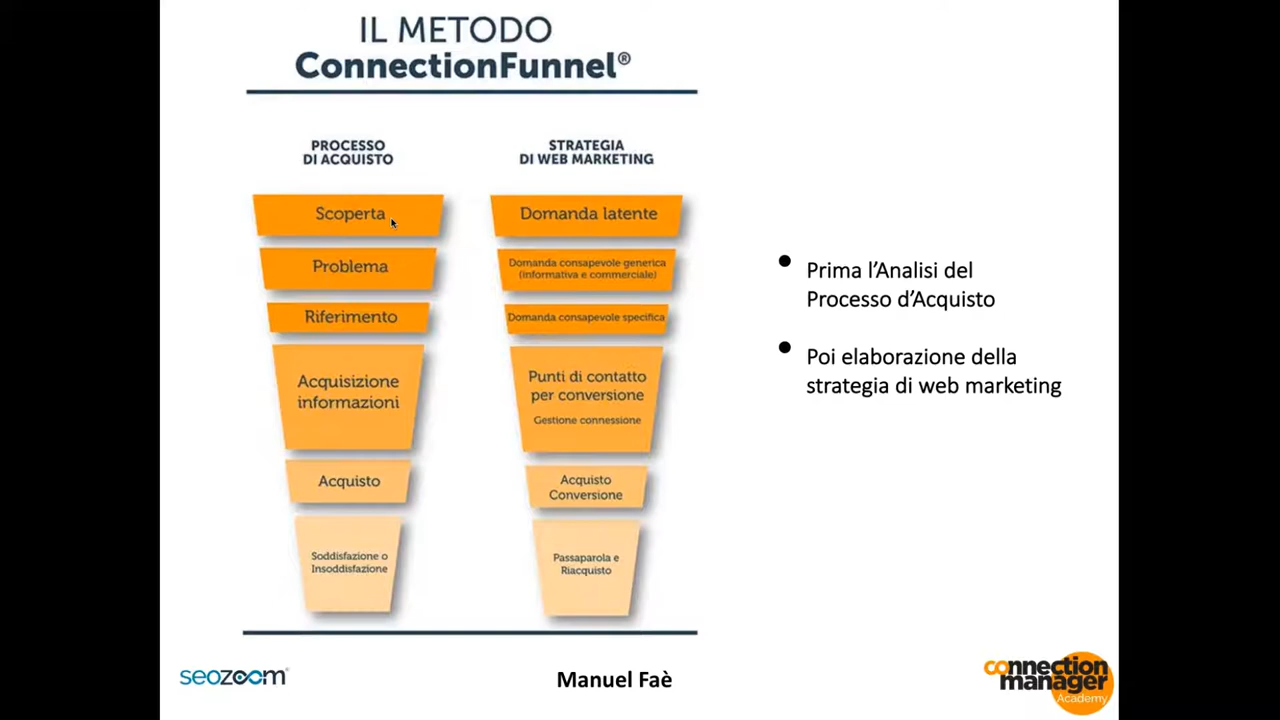 IL METODO
ConnectionFunnel®
PROCESSO
DI ACQUISTO
Scoperta
Problema
Riferimento
Acquisizione
informazioni
Acquisto
Soddisfazione o
Insoddisfazione
STRATEGIA
DI WEB MARKETING
Domanda latente
Domanda consapevole generica
(informativa e commerciale)
Domanda consapevole specifica
Punti di contatto
per conversione
Gestione connessione
Acquisto
Conversione
Passaparola e
Riacquisto
• Prima l’Analisi del
Processo d’Acquisto
• Poi elaborazione della
strategia di web marketing
seozoom®
Manuel Faè
connection
manager
Academy